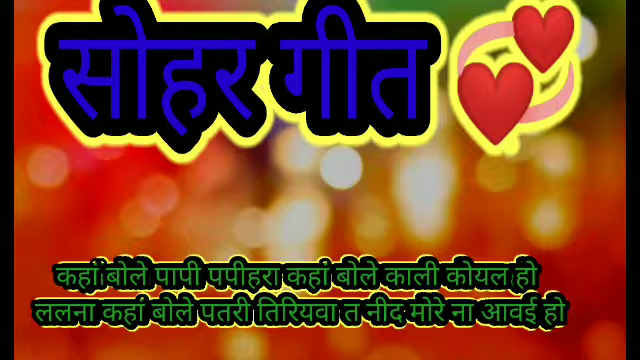 सोहर गीत
कहां बोले पापी पपीहरा कहां बोले काली कोयल हो
ललना कहां बोले पतरी तिरियवा त नीद मोरे ना आवई हो